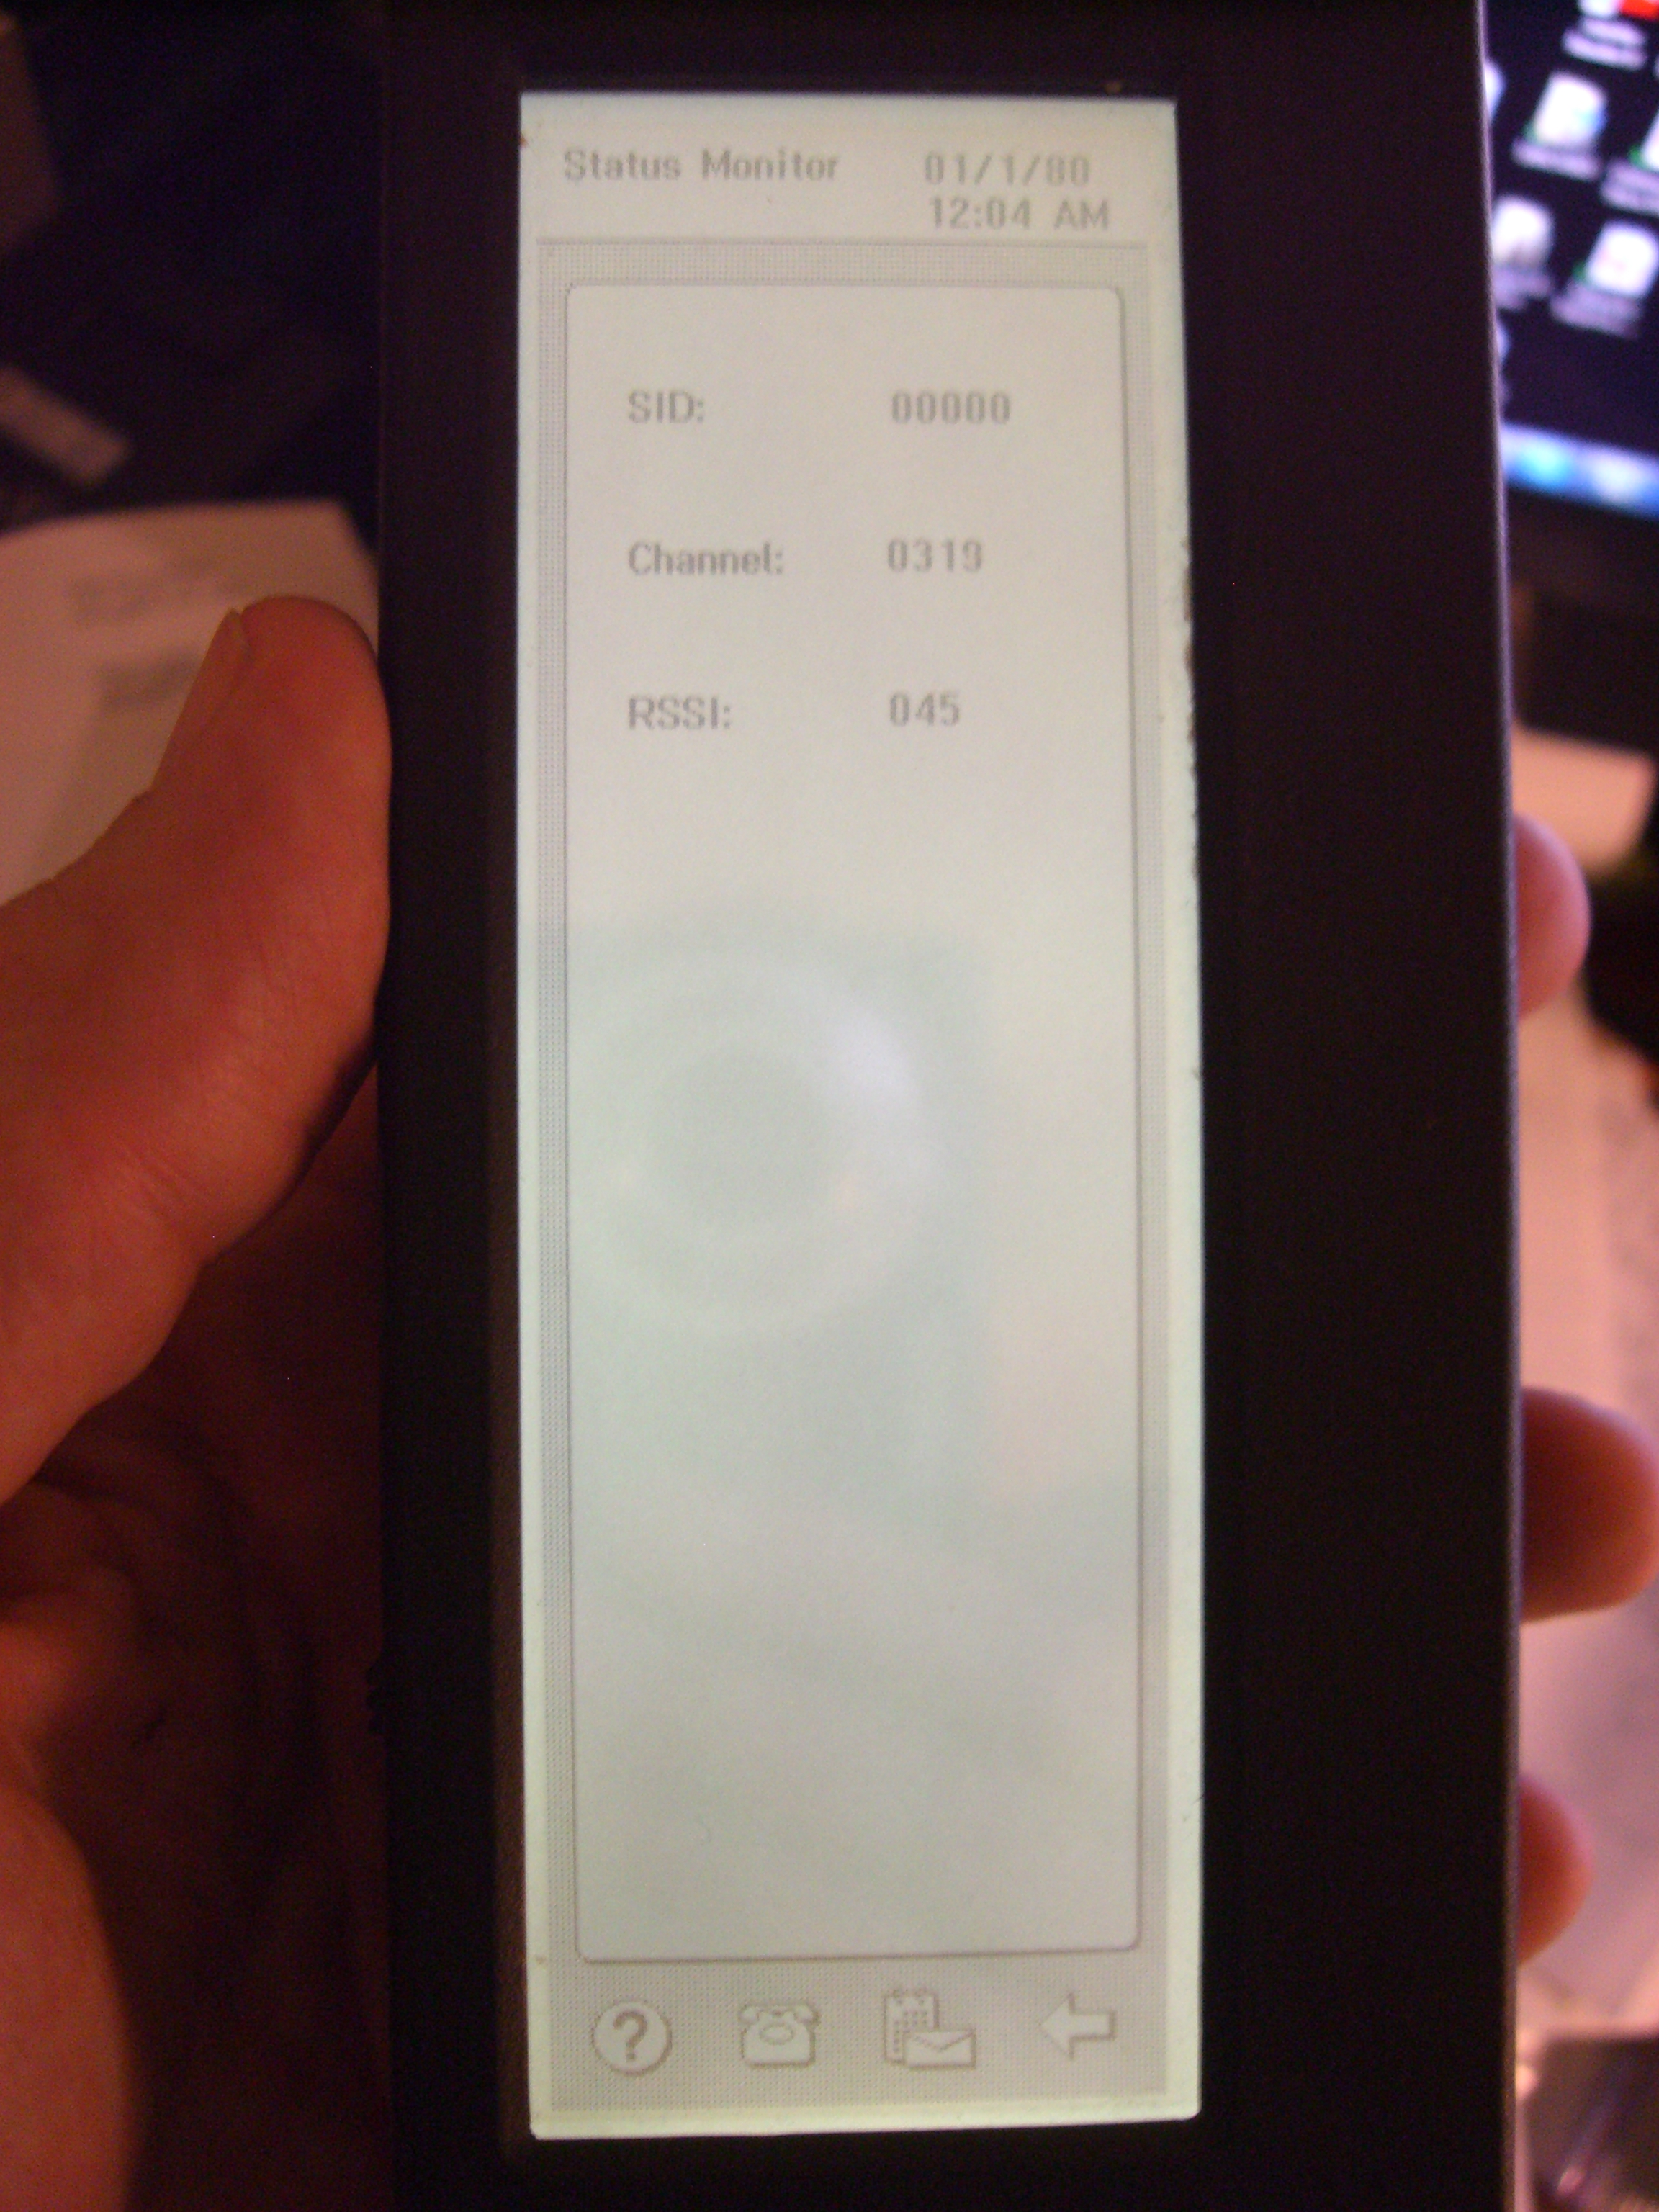 Status Monitor 01/1/80
12:04 AM
SID: 00000
Channel: 0319
RSSI: 045
?